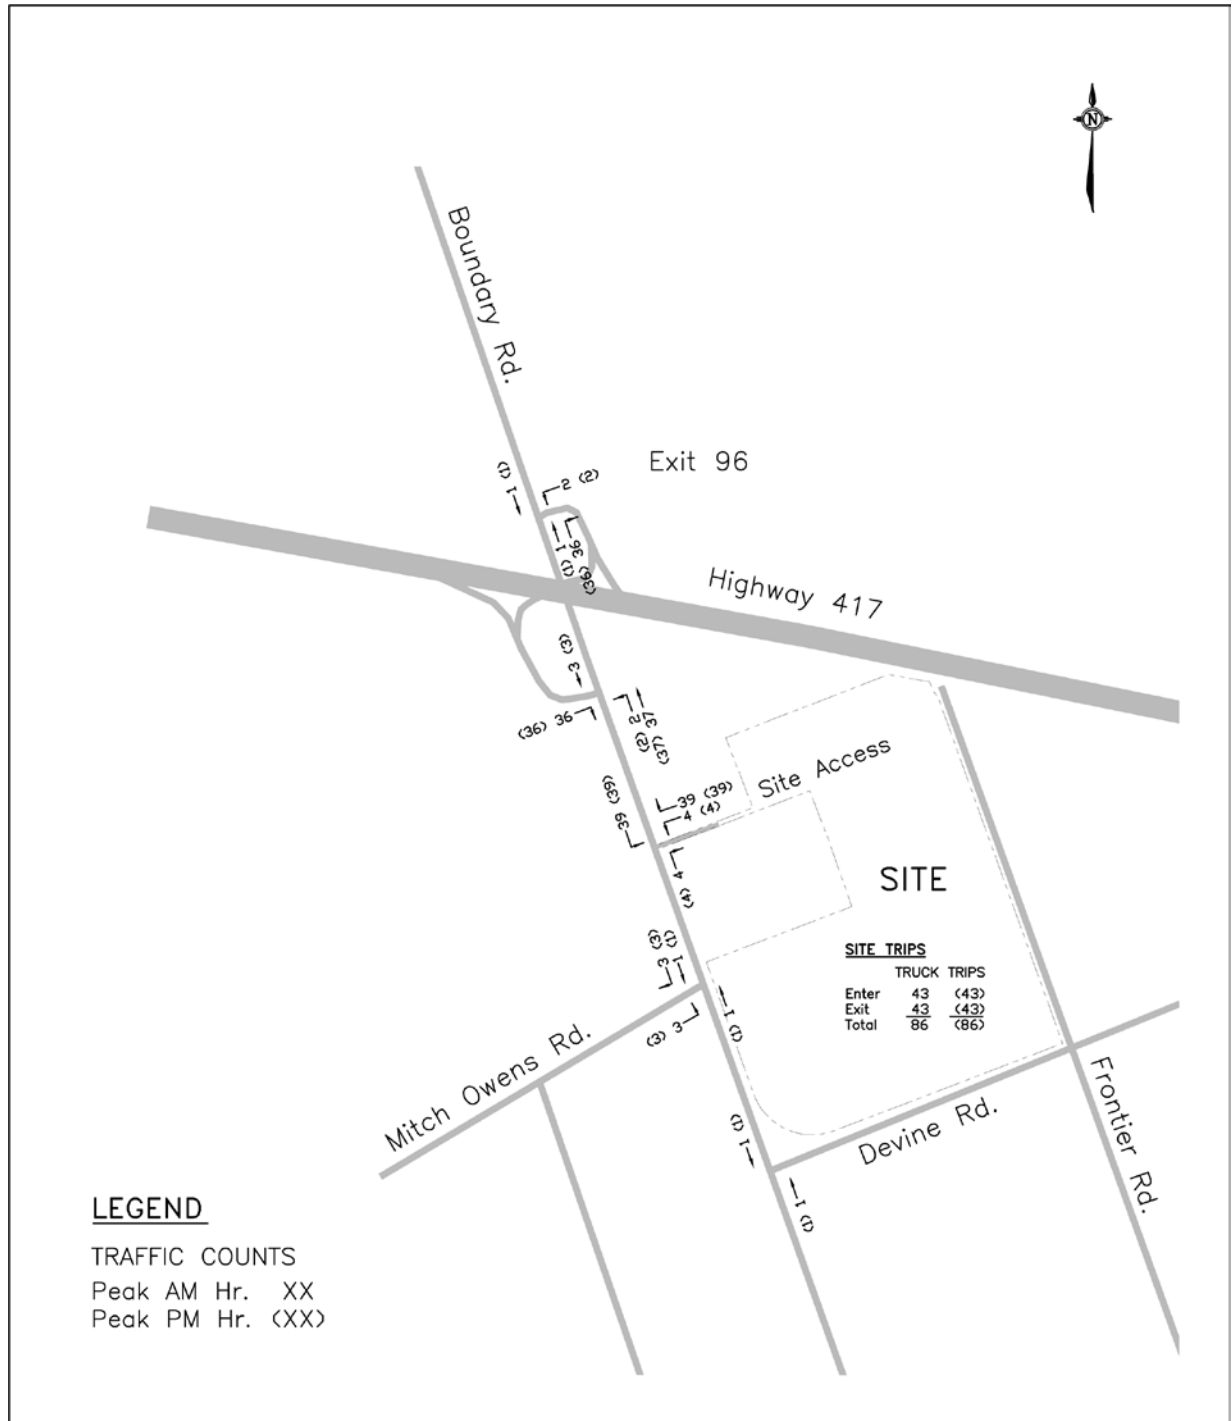 N
Boundary Rd.
Exit 96
1 (1)
2 (2)
1 (1)
36 (36)
Highway 417
3 (3)
(36) 36
(2) 2
(37) 37
39 (39)
Site Access
39 (39)
4 (4)
4 (4)
SITE
3 (3)
1 (1)
SITE TRIPS
TRUCK TRIPS
Enter 43 (43)
Exit 43 (43)
Total 86 (86)
1 (1)
(3) 3
Mitch Owens Rd.
(1) 1
Devine Rd.
Frontier Rd.
1 (1)
LEGEND
TRAFFIC COUNTS
Peak AM Hr. XX
Peak PM Hr. (XX)